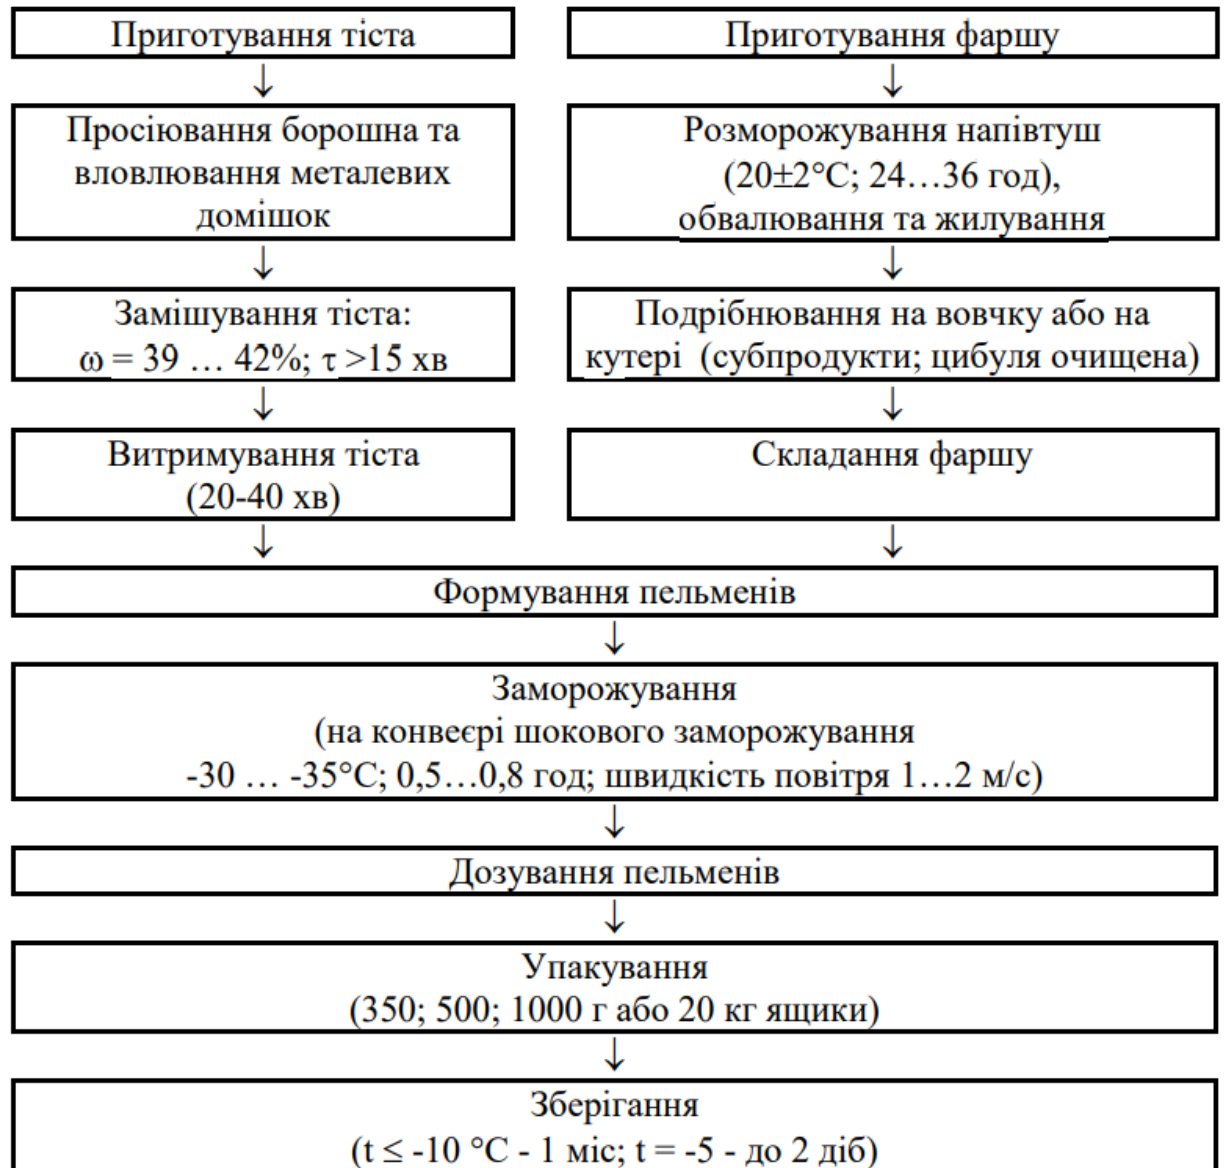 Приготування тіста
Приготування фаршу
↓
↓
Просіювання борошна та
вловлювання металевих
домішок
Розморожування напівтуш
(20±2°С; 24…36 год),
обвалювання та жилування
↓
↓
Замішування тіста:
ω = 39 … 42%; τ >15 хв
Подрібнювання на вовчку або на
кутері (субпродукти; цибуля очищена)
↓
↓
Витримування тіста
(20-40 хв)
Складання фаршу
↓
↓
Формування пельменів
↓
Заморожування
(на конвеєрі шокового заморожування
-30 … -35°С; 0,5…0,8 год; швидкість повітря 1…2 м/с)
↓
Дозування пельменів
↓
Упакування
(350; 500; 1000 г або 20 кг ящики)
↓
Зберігання
(t ≤ -10 °С - 1 міс; t = -5 - до 2 діб)